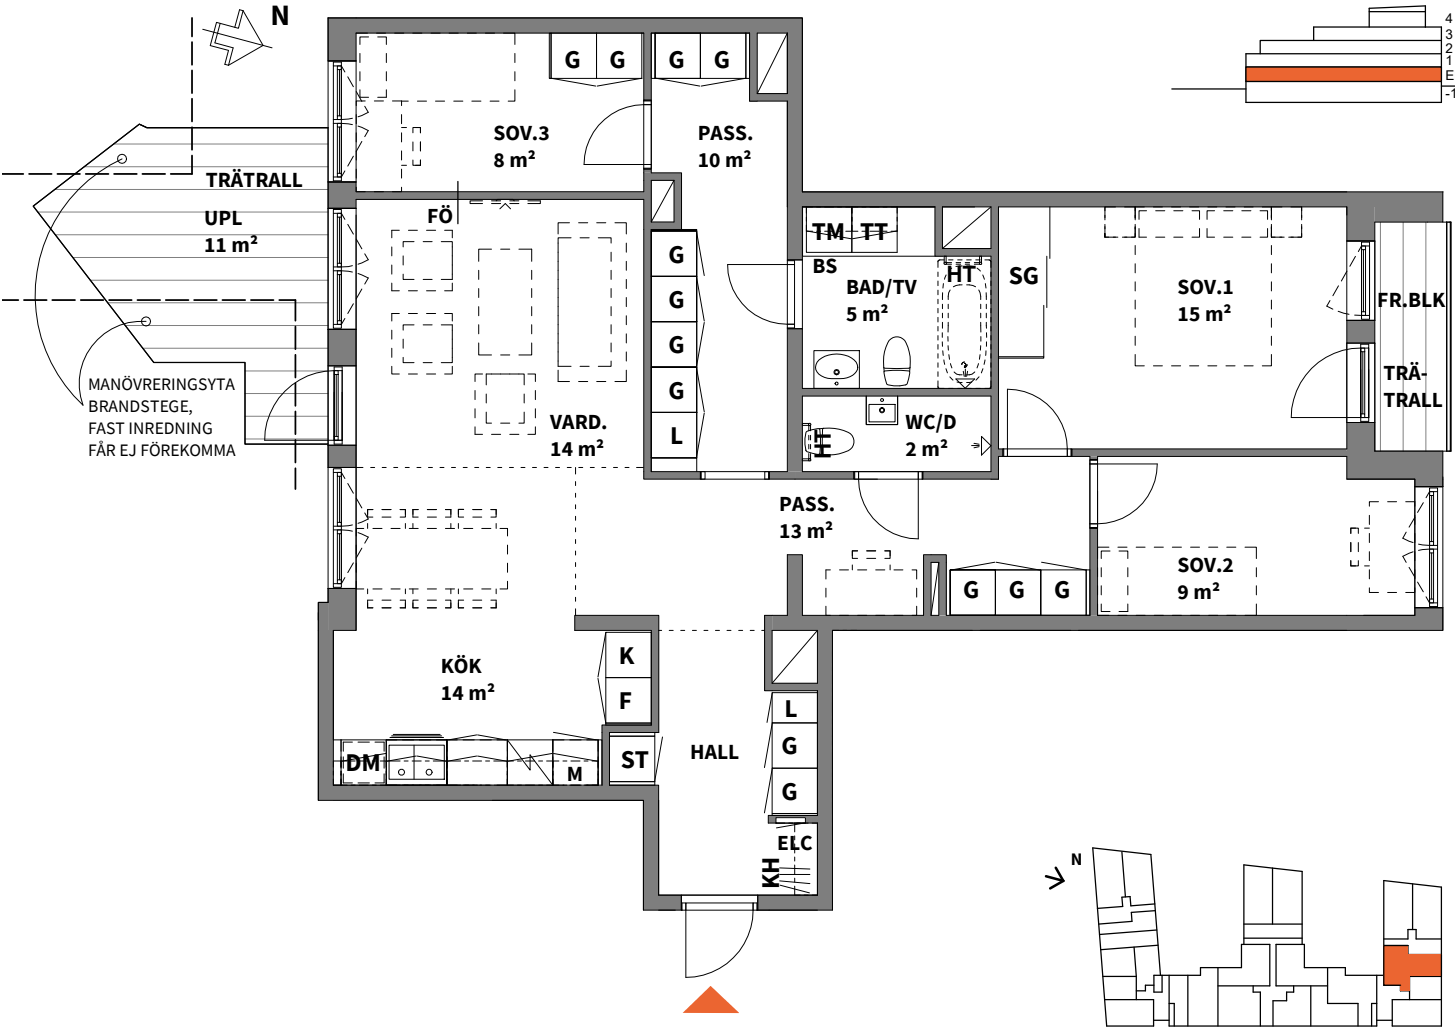 N
4
3
2
1
E
-1
G G
G G
SOV.3
8 m²
PASS.
10 m²
TRÄTRALL
UPL
11 m²
FÖ
TM TT
BS
BAD/TV
5 m²
HT
SG
SOV.1
15 m²
FR.BLK
TRÄ-
TRALL
G
G
G
G
L
MANÖVRERINGSYTA
BRANDSTEGE,
FAST INREDNING
FÅR EJ FÖREKOMMA
VARD.
14 m²
HT
WC/D
2 m²
PASS.
13 m²
G G G
SOV.2
9 m²
KÖK
14 m²
K
F
DM
M
ST
HALL
L
G
G
ELC
KH
N